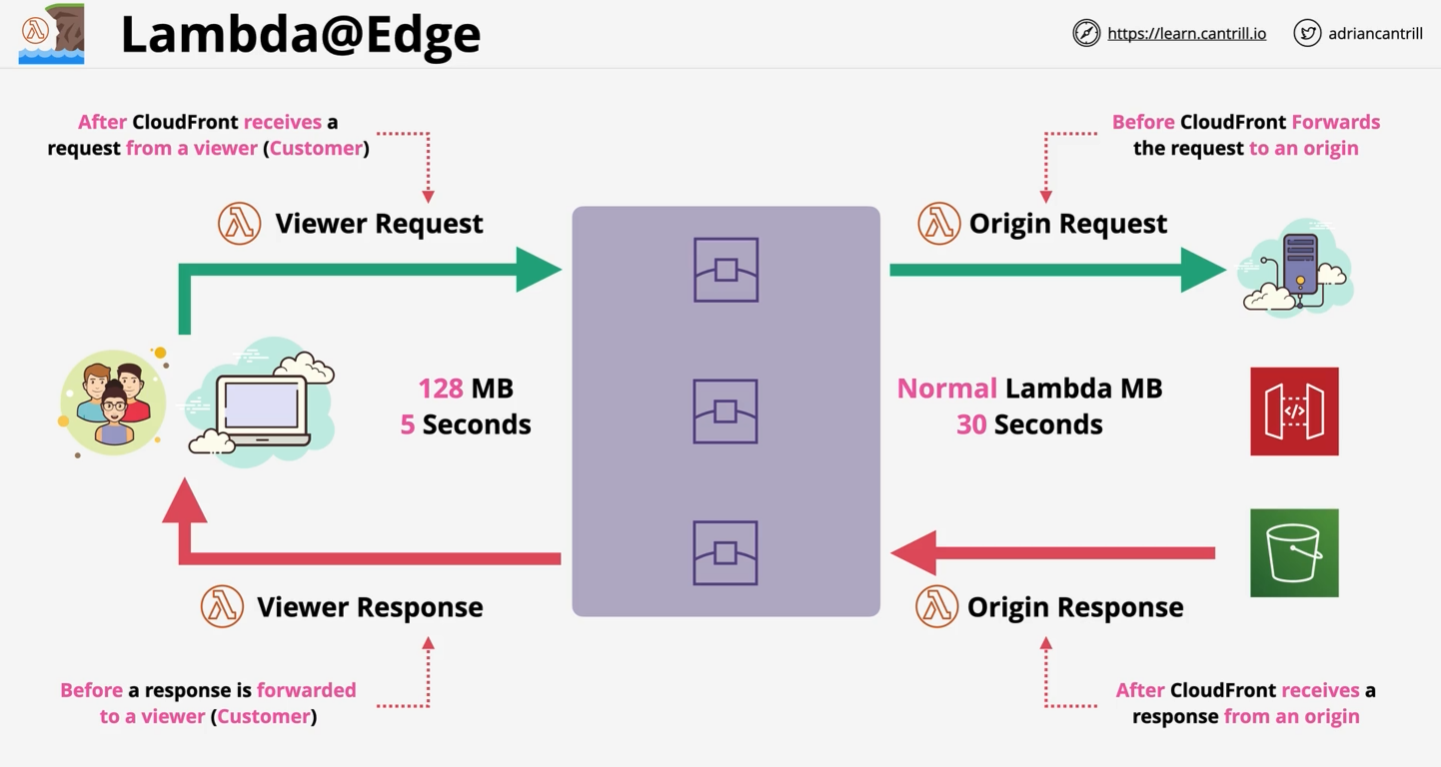 Lambda@Edge
https://learn.cantrill.io
adriancantrill
After CloudFront receives a
request from a viewer (Customer)
Before CloudFront Forwards
the request to an origin
Viewer Request
Origin Request
128 MB
5 Seconds
Normal Lambda MB
30 Seconds
</>
Viewer Response
Origin Response
Before a response is forwarded
to a viewer (Customer)
After CloudFront receives a
response from an origin